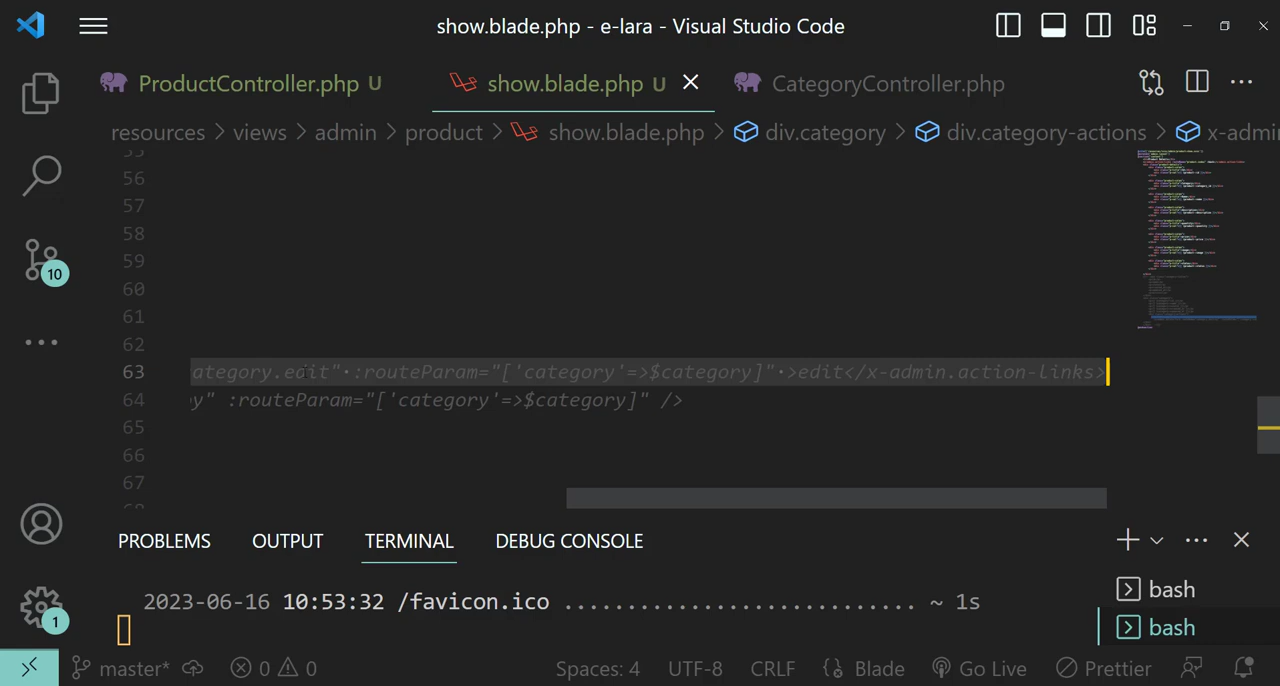 show.blade.php - e-lara - Visual Studio Code
ProductController.php U
show.blade.php U
CategoryController.php
resources > views > admin > product > show.blade.php > div.category > div.category-actions > x-admin
56
57
58
59
60
61
62
63 category.edit"·:routeParam="['category'=>$category]"·>edit</x-admin.action-links>
64 y" :routeParam="['category'=>$category]" />
65
66
67
10
PROBLEMS OUTPUT TERMINAL DEBUG CONSOLE
2023-06-16 10:53:32 /favicon.ico ............................ ~ 1s
bash
bash
1
master* 0 0 Spaces: 4 UTF-8 CRLF Blade Go Live Prettier